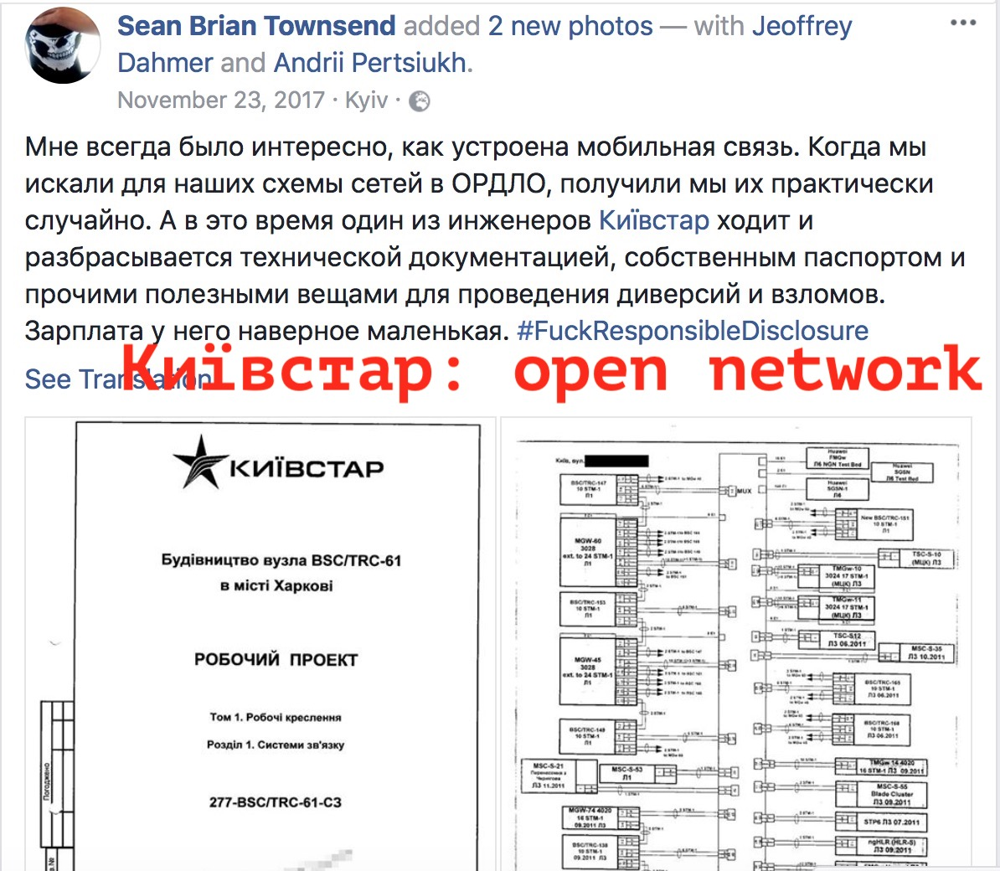 Sean Brian Townsend added 2 new photos — with Jeoffrey
Dahmer and Andrii Pertsiukh.
November 23, 2017 · Kyiv ·
Мне всегда было интересно, как устроена мобильная связь. Когда мы
искали для наших схемы сетей в ОРДЛО, получили мы их практически
случайно. А в это время один из инженеров Київстар ходит и
разбрасывается технической документацией, собственным паспортом и
прочими полезными вещами для проведения диверсий и взломов.
Зарплата у него наверное маленькая. #FuckResponsibleDisclosure
See Translation
Київстар: open network
КИЇВСТАР
Будівництво вузла BSC/TRC-61
в місті Харкові
РОБОЧИЙ ПРОЕКТ
Том 1. Робочі креслення
Розділ 1. Системи зв'язку
277-BSC/TRC-61-СЗ
Погоджено
Київ, вул.
BSC/TRC-147
10 STM-1
Л1
MGW-60
3028
ext. to 24 STM-1
Л1
BSC/TRC-153
10 STM-1
Л1
MGW-45
3028
ext. to 24 STM-1
Л1
BSC/TRC-149
10 STM-1
Л1
MSC-S-21
Перенесення з
Чернігова
Л3 11.2011
MSC-S-53
Л1
MGW-74 4020
16 STM-1
09.2011 Л3
BSC/TRC-138
10 STM-1
09.2011 Л3
MUX
Huawei
FMGw
Л6 NGN Test Bed
Huawei
SGSN
Л6 Test Bed
Huawei
SGSN-1
Л6
New BSC/TRC-151
10 STM-1
Л1
TSC-S-10
(МЦК) Л3
TMGw-10
3024 17 STM-1
(МЦК) Л3
TMGw-11
3024 17 STM-1
(МЦК) Л3
TSC-S12
Л3 06.2011
MSC-S-35
Л3 10.2011
BSC/TRC-165
10 STM-1
Л3 06.2011
BSC/TRC-168
10 STM-1
Л3 06.2011
TMGw 14 4020
16 STM-1 Л3 09.2011
MSC-S-55
Blade Cluster
Л3 09.2011
STP6 Л3 07.2011
ngHLR (HLR-S)
Л3 09.2011